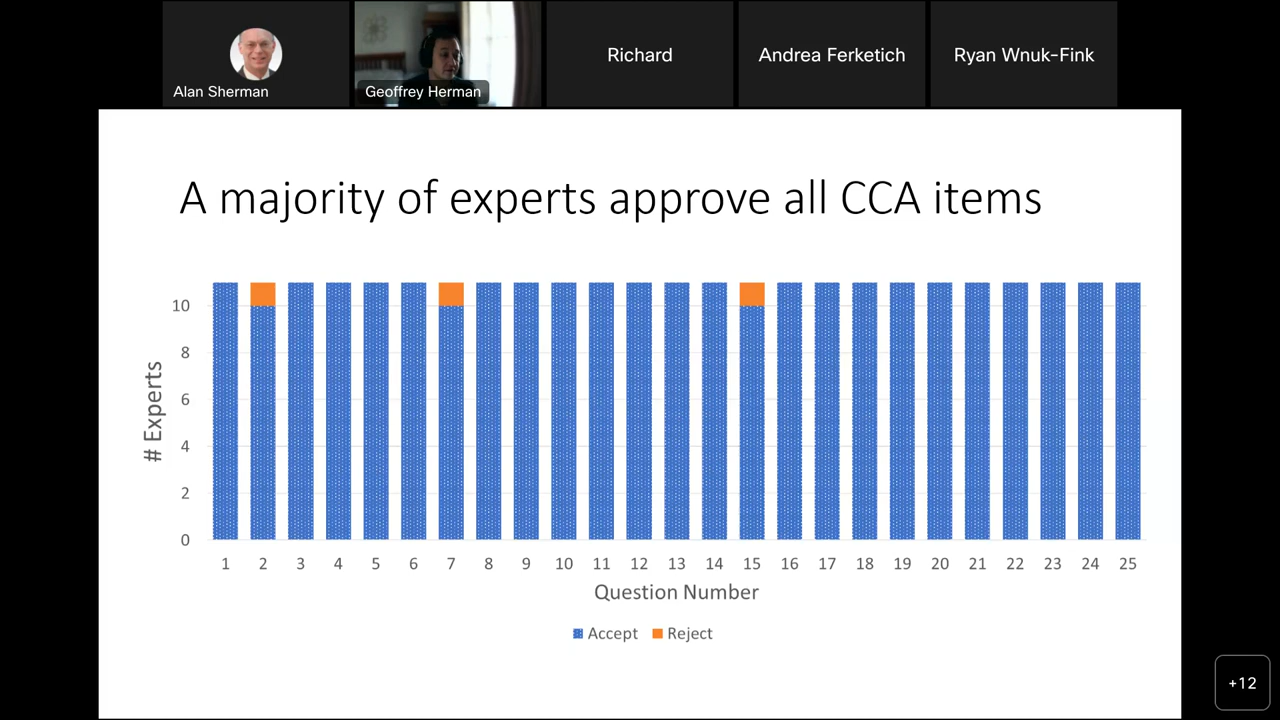 Alan Sherman
Geoffrey Herman
Richard
Andrea Ferketich
Ryan Wnuk-Fink
A majority of experts approve all CCA items
# Experts
10
8
6
4
2
0
1 2 3 4 5 6 7 8 9 10 11 12 13 14 15 16 17 18 19 20 21 22 23 24 25
Question Number
Accept Reject
+12